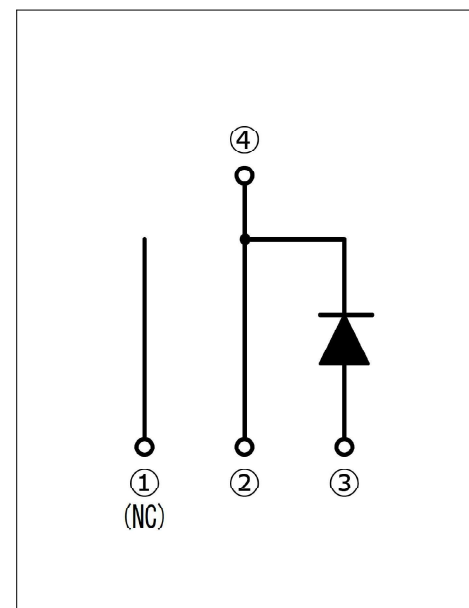 ④
① ② ③
(NC)